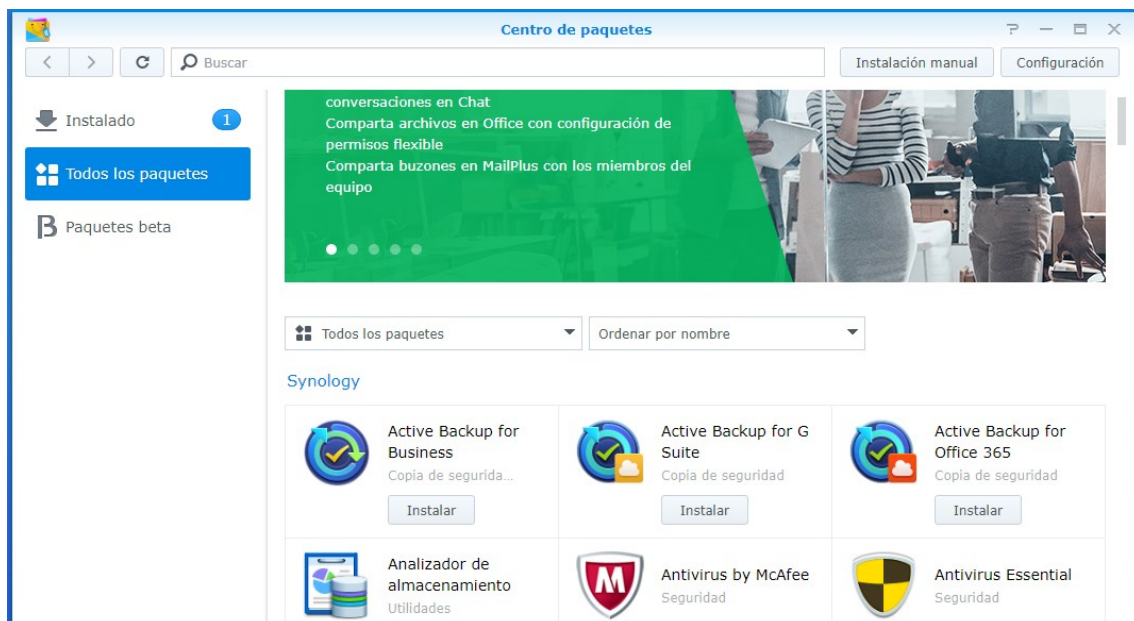 Centro de paquetes
Buscar
Instalación manual
Configuración
Instalado
1
Todos los paquetes
Paquetes beta
conversaciones en Chat
Comparta archivos en Office con configuración de
permisos flexible
Comparta buzones en MailPlus con los miembros del
equipo
Todos los paquetes
Ordenar por nombre
Synology
Active Backup for
Business
Copia de segurida...
Instalar
Active Backup for G
Suite
Copia de seguridad
Instalar
Active Backup for
Office 365
Copia de seguridad
Instalar
Analizador de
almacenamiento
Utilidades
Antivirus by McAfee
Seguridad
Antivirus Essential
Seguridad